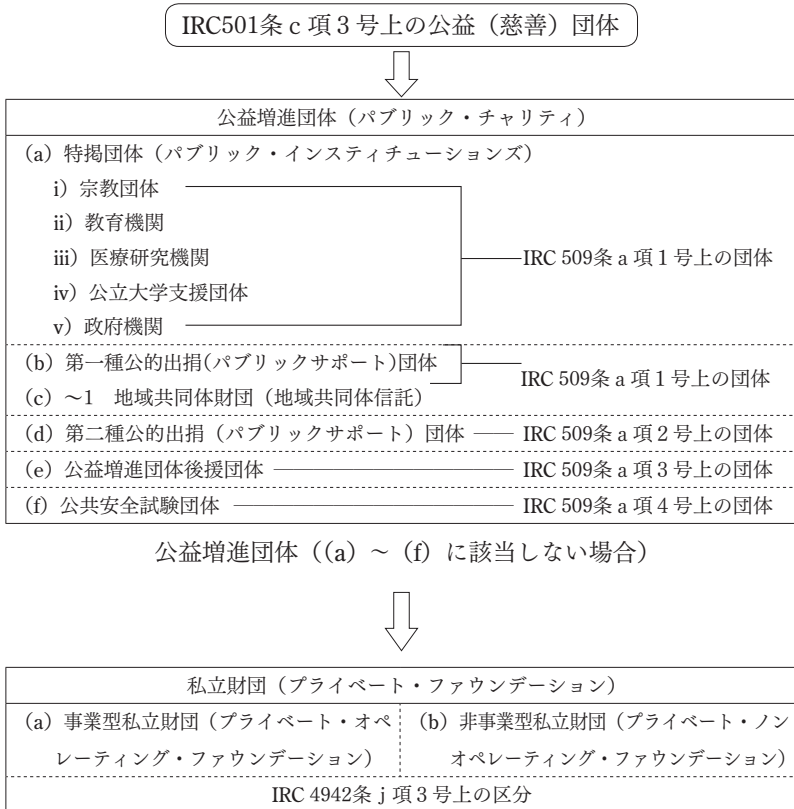 IRC501条c項3号上の公益（慈善）団体
公益増進団体（パブリック・チャリティ）
(a) 特掲団体（パブリック・インスティチューションズ）
i）宗教団体
ii）教育機関
iii）医療研究機関
iv）公立大学支援団体
v）政府機関
IRC 509条a項1号上の団体
(b) 第一種公的出捐(パブリックサポート)団体
(c) ～1 地域共同体財団（地域共同体信託）
IRC 509条a項1号上の団体
(d) 第二種公的出捐（パブリックサポート）団体 IRC 509条a項2号上の団体
(e) 公益増進団体後援団体 IRC 509条a項3号上の団体
(f) 公共安全試験団体 IRC 509条a項4号上の団体
公益増進団体（(a) ～ (f) に該当しない場合）
私立財団（プライベート・ファウンデーション）
(a) 事業型私立財団（プライベート・オペ
レーティング・ファウンデーション）
(b) 非事業型私立財団（プライベート・ノン
オペレーティング・ファウンデーション）
IRC 4942条j項3号上の区分